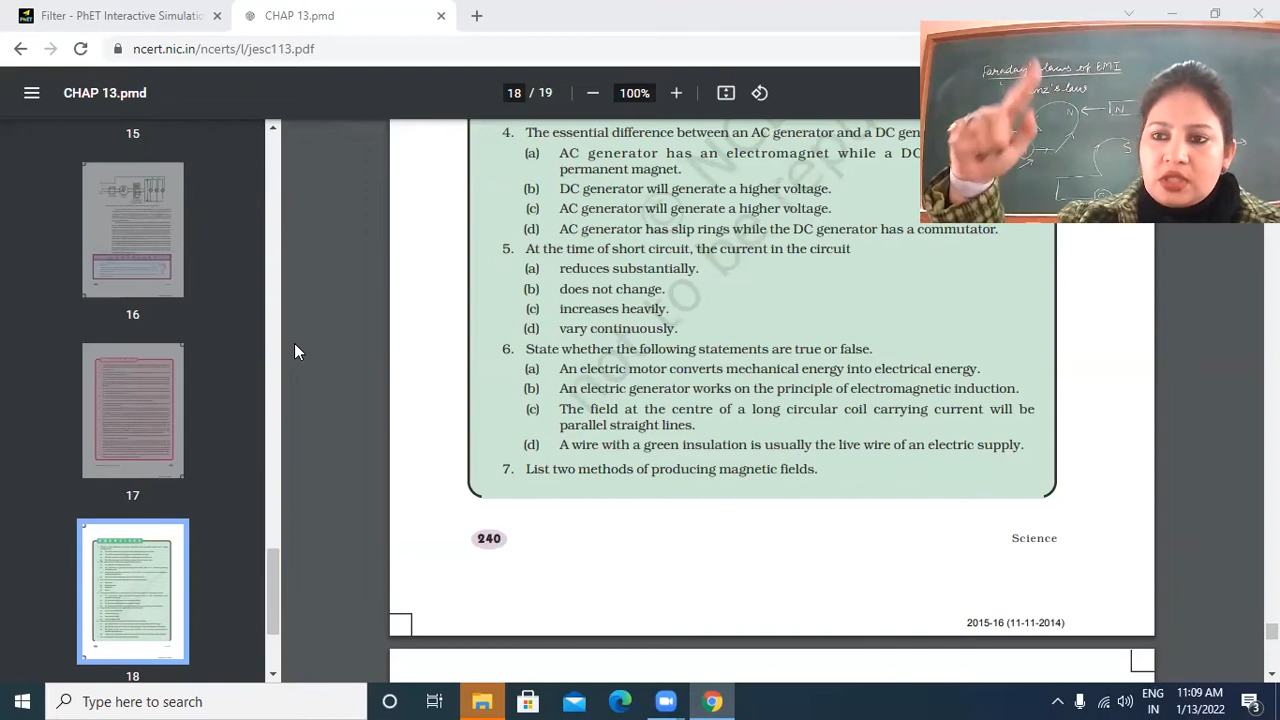 Filter - PhET Interactive Simulatio
CHAP 13.pmd
ncert.nic.in/ncerts/l/jesc113.pdf
CHAP 13.pmd
18 / 19
100%
15
16
17
18
4. The essential difference between an AC generator and a DC gen
(a) AC generator has an electromagnet while a DC
permanent magnet.
(b) DC generator will generate a higher voltage.
(c) AC generator will generate a higher voltage.
(d) AC generator has slip rings while the DC generator has a commutator.
5. At the time of short circuit, the current in the circuit
(a) reduces substantially.
(b) does not change.
(c) increases heavily.
(d) vary continuously.
6. State whether the following statements are true or false.
(a) An electric motor converts mechanical energy into electrical energy.
(b) An electric generator works on the principle of electromagnetic induction.
(c) The field at the centre of a long circular coil carrying current will be
parallel straight lines.
(d) A wire with a green insulation is usually the live wire of an electric supply.
7. List two methods of producing magnetic fields.
240
Science
2015-16 (11-11-2014)
Faraday's laws of EMI
nz's law
N
N
S
Type here to search
ENG
IN
11:09 AM
1/13/2022
3